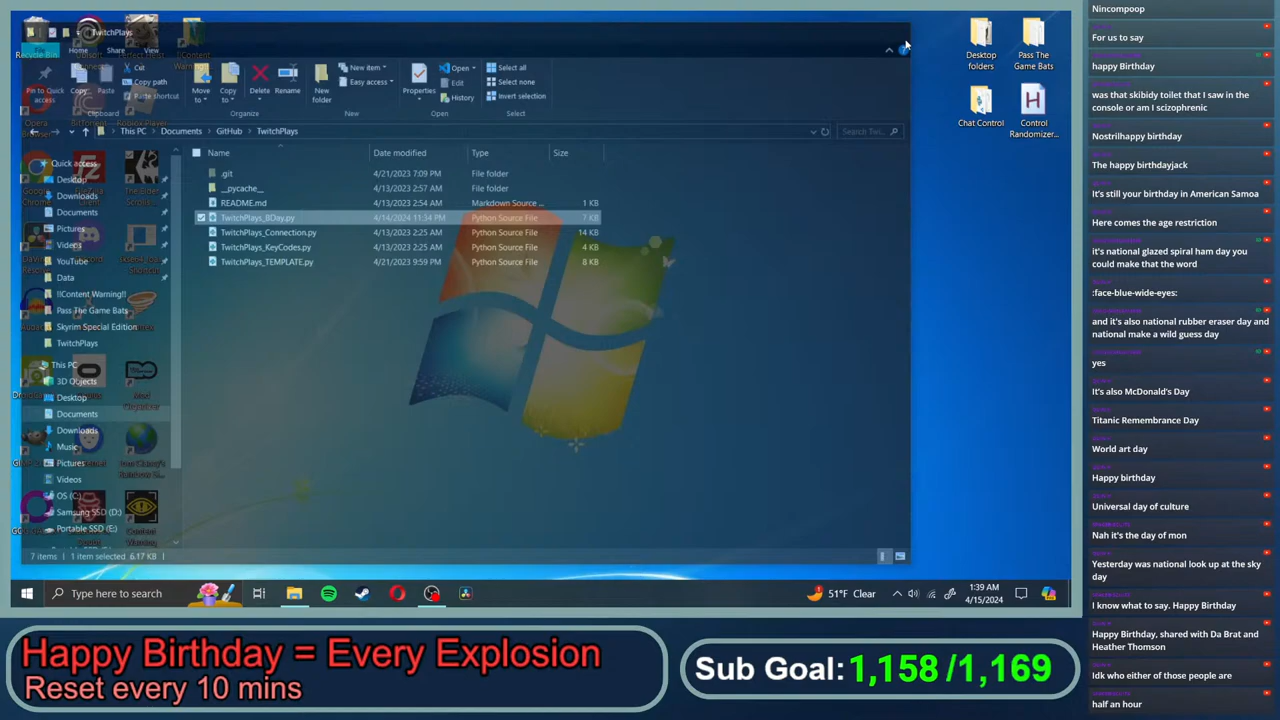 TwitchPlays
Home
Share
View
Pin to Quick
access
Copy
Paste
Cut
Copy path
Paste shortcut
Clipboard
Move
to
Copy
to
Delete
Rename
Organize
New
folder
New item
Easy access
New
Properties
Open
Edit
History
Open
Select all
Select none
Invert selection
Select
This PC
Documents
GitHub
TwitchPlays
Name
Date modified
Type
Size
.git
4/21/2023 7:09 PM
File folder
__pycache__
4/13/2023 2:57 AM
File folder
README.md
4/13/2023 2:25 AM
Markdown Source ...
1 KB
TwitchPlays_BDay.py
4/14/2024 11:34 PM
Python Source File
7 KB
TwitchPlays_Connection.py
4/13/2023 2:25 AM
Python Source File
14 KB
TwitchPlays_KeyCodes.py
4/13/2023 2:25 AM
Python Source File
4 KB
TwitchPlays_TEMPLATE.py
4/21/2023 9:59 PM
Python Source File
8 KB
Quick access
Desktop
Downloads
Documents
Pictures
Videos
YouTube
Data
!!Content Warning!!
Pass The Game Bats
Skyrim Special Edition
TwitchPlays
This PC
3D Objects
Desktop
Documents
Downloads
Music
Pictures
Videos
OS (C:)
Samsung SSD (D:)
Portable SSD (E:)
7 items
1 item selected 6.17 KB
Recycle Bin
Desktop
folders
Pass The
Game Bats
Chat Control
Control
Randomizer...
Type here to search
51°F Clear
1:39 AM
4/15/2024
Happy Birthday = Every Explosion
Reset every 10 mins
Sub Goal: 1,158 /1,169
Nincompoop
For us to say
happy Birthday
was that skibidy toilet that I saw in the
console or am I scizophrenic
Nostrilhappy birthday
The happy birthdayjack
It's still your birthday in American Samoa
Here comes the age restriction
it's national glazed spiral ham day you
could make that the word
:face-blue-wide-eyes:
and it's also national rubber eraser day and
national make a wild guess day
yes
It's also McDonald's Day
Titanic Remembrance Day
World art day
Happy birthday
Universal day of culture
Nah it's the day of mon
Yesterday was national look up at the sky
day
I know what to say. Happy Birthday
Happy Birthday, shared with Da Brat and
Heather Thomson
Idk who either of those people are
half an hour